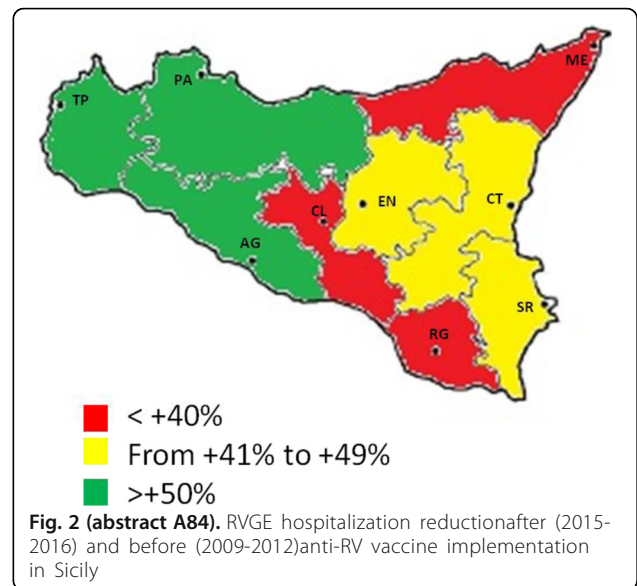 ME
PA
TP
EN
CT
CL
AG
SR
RG
< +40%
From +41% to +49%
>+50%
Fig. 2 (abstract A84). RVGE hospitalization reductionafter (2015-
2016) and before (2009-2012)anti-RV vaccine implementation
in Sicily